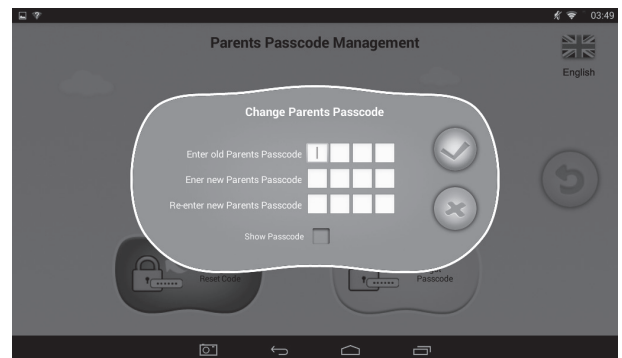 03:49
Parents Passcode Management
English
Change Parents Passcode
Enter old Parents Passcode
Ener new Parents Passcode
Re-enter new Parents Passcode
Show Passcode
Reset Code
Passcode